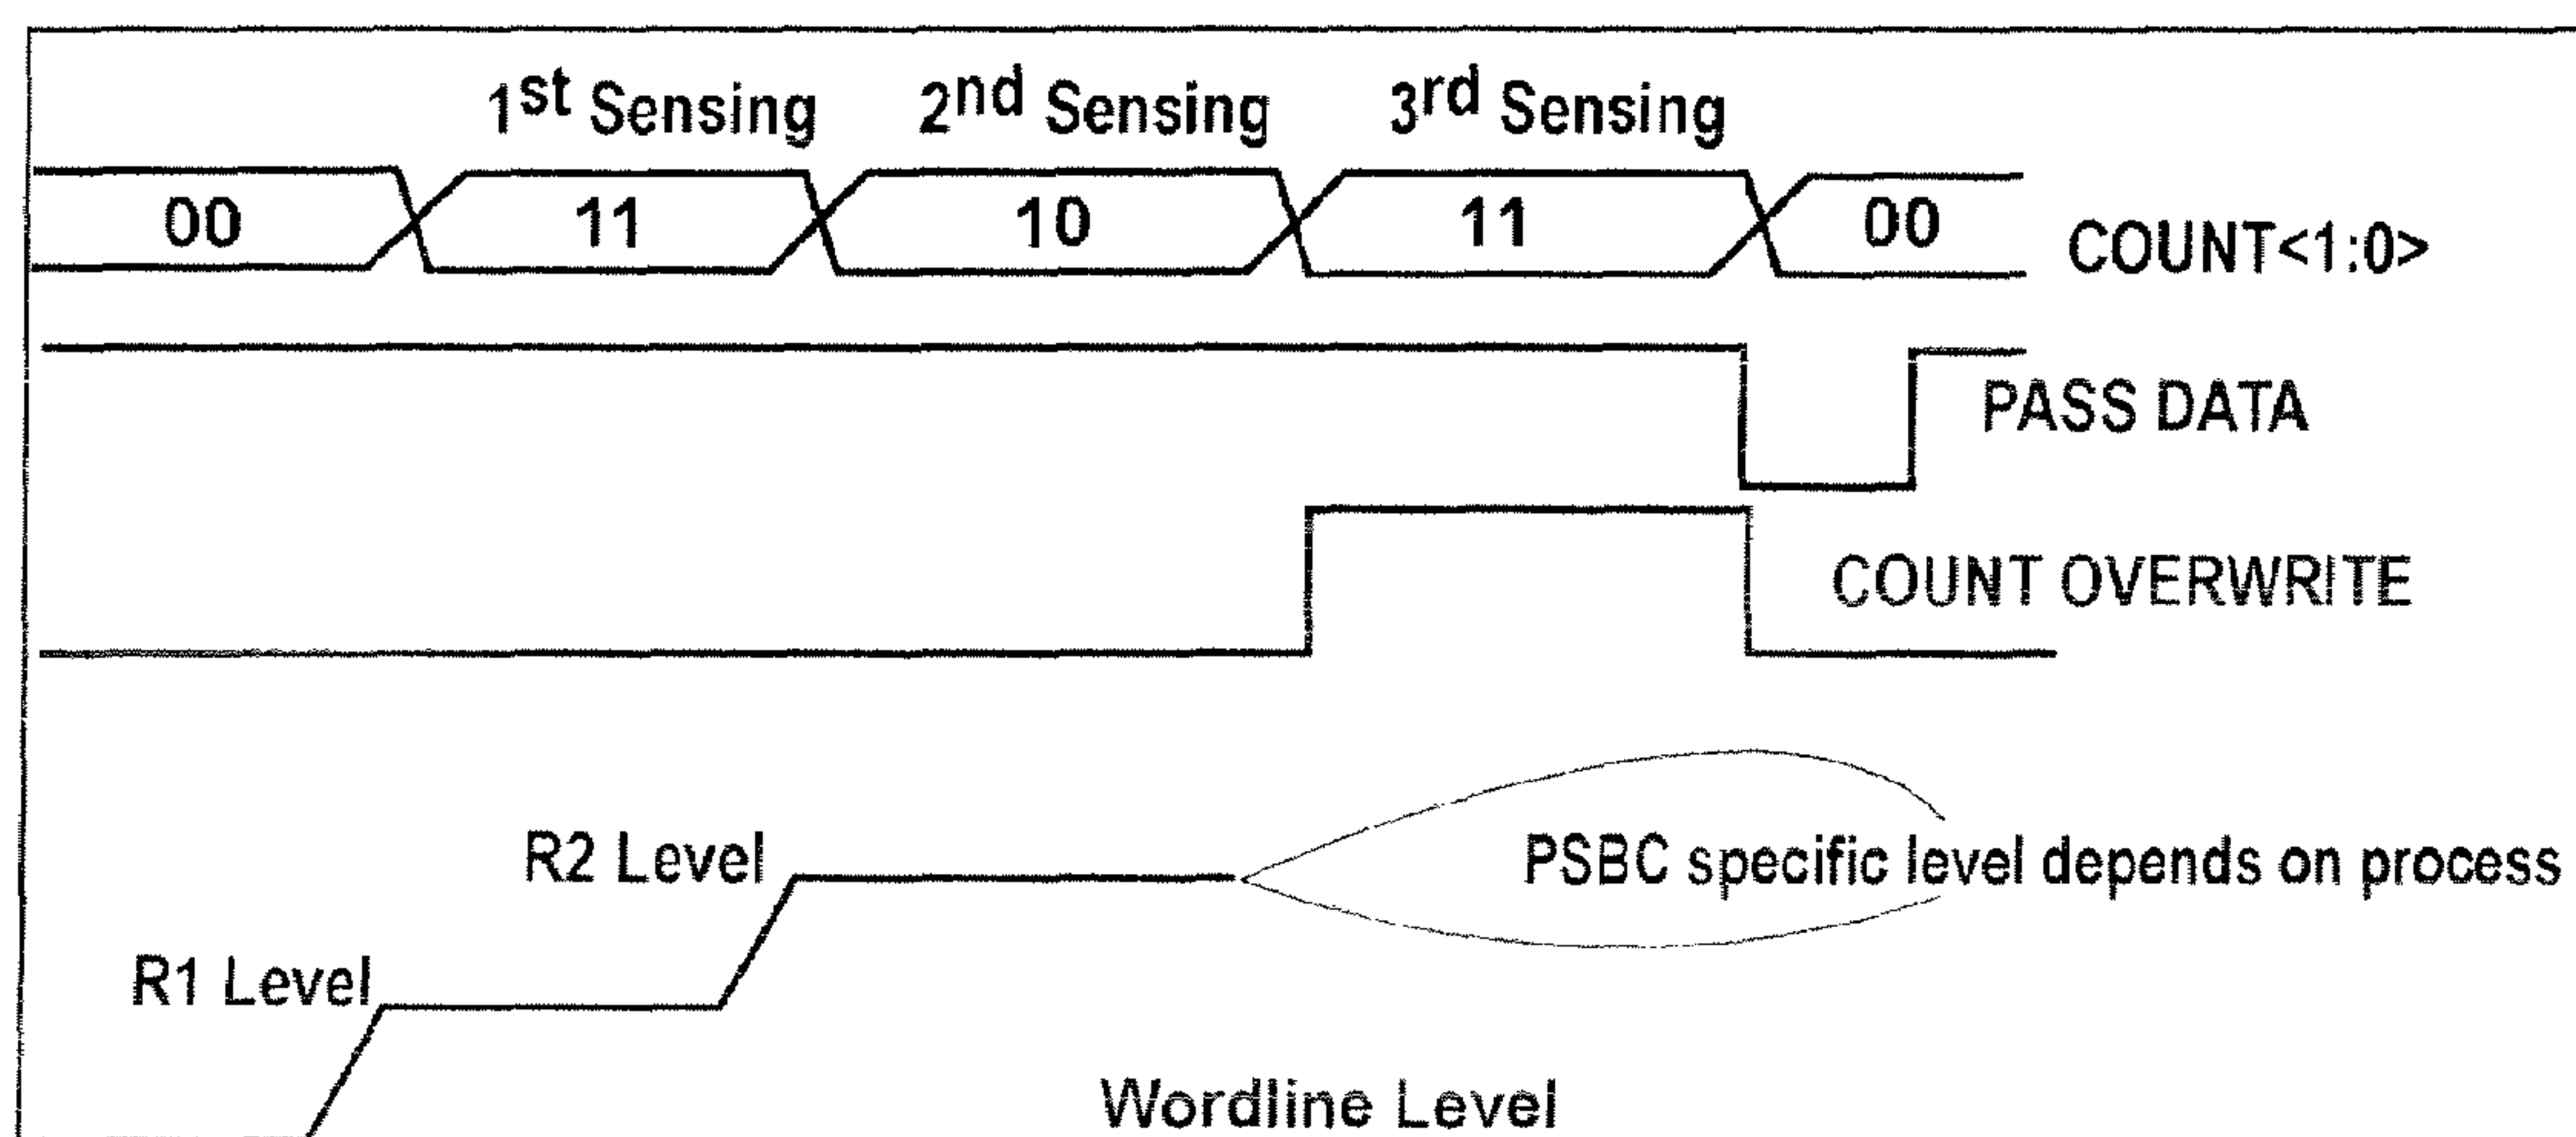 1st Sensing 2nd Sensing 3rd Sensing
00 11 10 11 00 COUNT<1:0>
PASS DATA
COUNT OVERWRITE
R2 Level PSBC specific level depends on process
R1 Level
Wordline Level